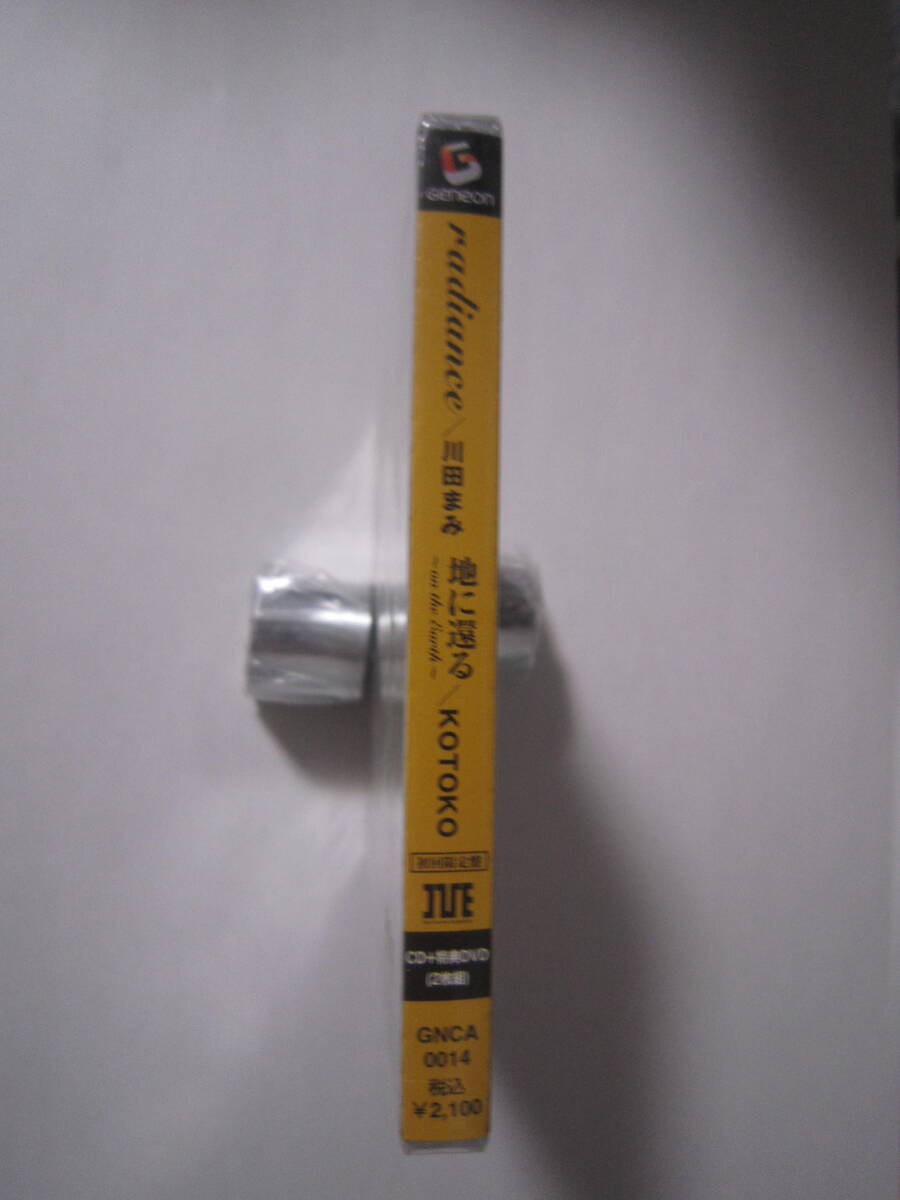 GENEON
radiance／川田まみ
地に還る／KOTOKO
～on the Earth～
初回限定盤
CD+特典DVD
(2枚組)
GNCA
0014
税込
￥2,100